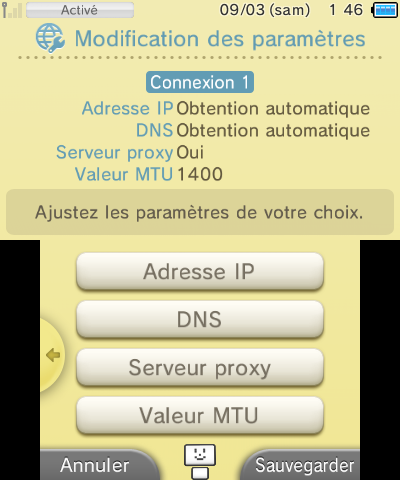 Activé 09/03 (sam) 1 46
Modification des paramètres
Connexion 1
Adresse IP Obtention automatique
DNS Obtention automatique
Serveur proxy Oui
Valeur MTU 1400
Ajustez les paramètres de votre choix.
Adresse IP
DNS
Serveur proxy
Valeur MTU
Annuler Sauvegarder